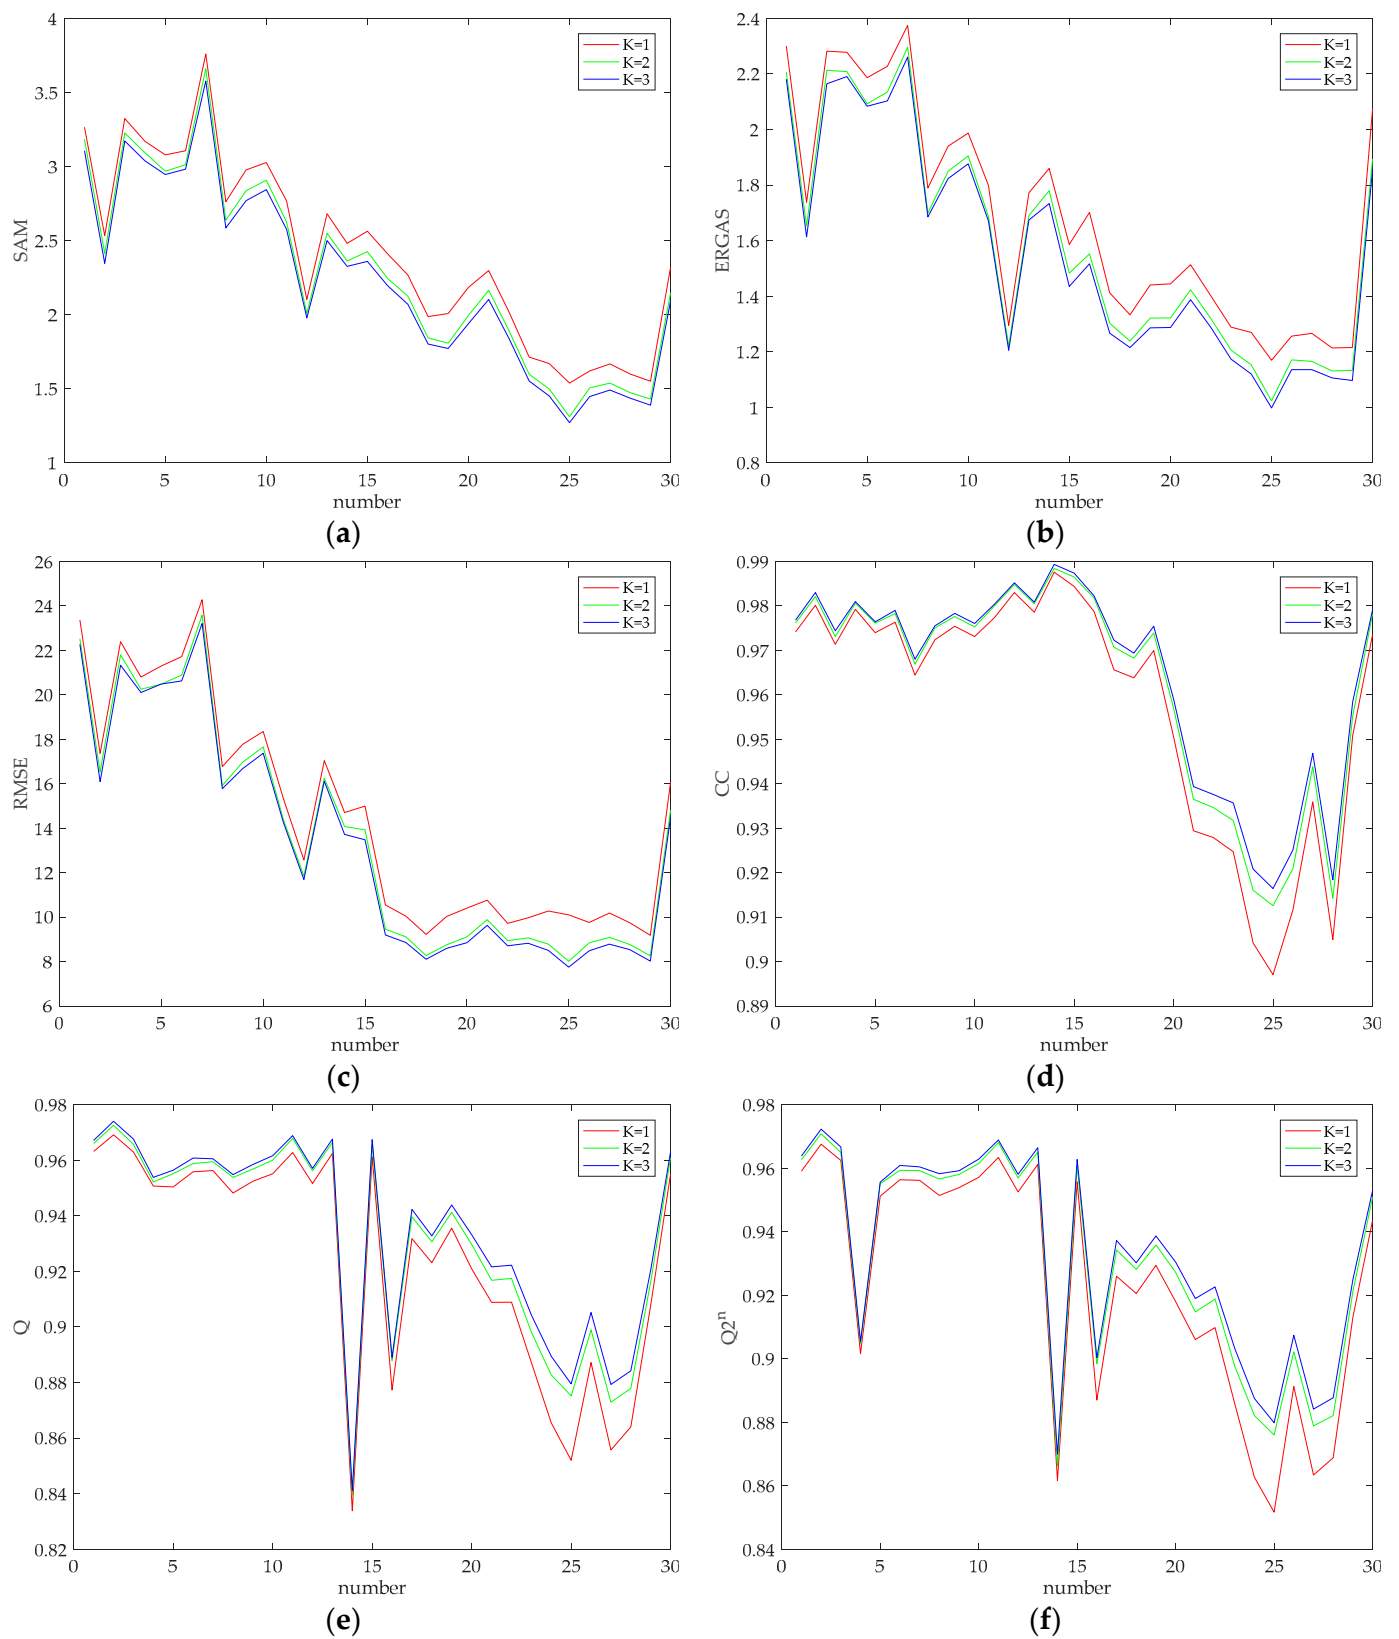 4
3.5
3
2.5
2
1.5
1
SAM
K=1
K=2
K=3
0 5 10 15 20 25 30
number
(a)
2.4
2.2
2
1.8
1.6
1.4
1.2
1
0.8
ERGAS
K=1
K=2
K=3
0 5 10 15 20 25 30
number
(b)
26
24
22
20
18
16
14
12
10
8
6
RMSE
K=1
K=2
K=3
0 5 10 15 20 25 30
number
(c)
0.99
0.98
0.97
0.96
0.95
0.94
0.93
0.92
0.91
0.9
0.89
CC
K=1
K=2
K=3
0 5 10 15 20 25 30
number
(d)
0.98
0.96
0.94
0.92
0.9
0.88
0.86
0.84
0.82
Q
K=1
K=2
K=3
0 5 10 15 20 25 30
number
(e)
0.98
0.96
0.94
0.92
0.9
0.88
0.86
0.84
Q2ⁿ
K=1
K=2
K=3
0 5 10 15 20 25 30
number
(f)